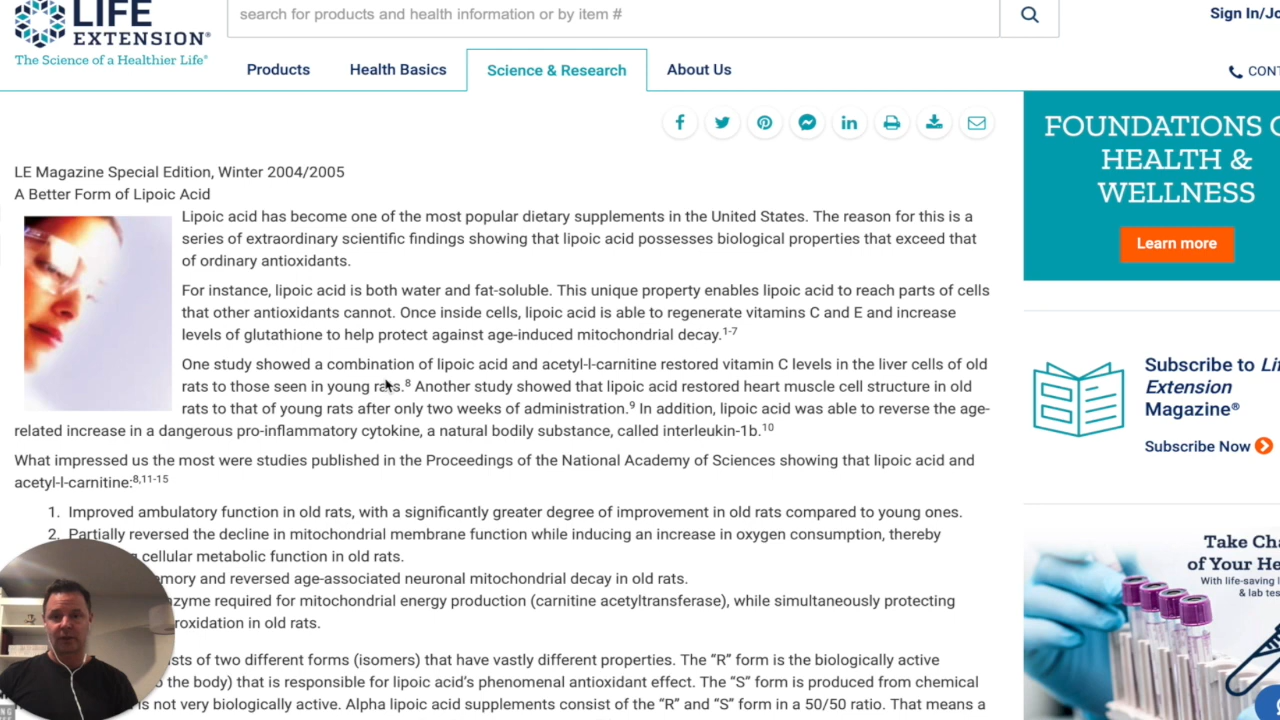 LIFE
EXTENSION®
The Science of a Healthier Life®
search for products and health information or by item #
Sign In/Jo
Products
Health Basics
Science & Research
About Us
CONT
LE Magazine Special Edition, Winter 2004/2005
A Better Form of Lipoic Acid
Lipoic acid has become one of the most popular dietary supplements in the United States. The reason for this is a
series of extraordinary scientific findings showing that lipoic acid possesses biological properties that exceed that
of ordinary antioxidants.
For instance, lipoic acid is both water and fat-soluble. This unique property enables lipoic acid to reach parts of cells
that other antioxidants cannot. Once inside cells, lipoic acid is able to regenerate vitamins C and E and increase
levels of glutathione to help protect against age-induced mitochondrial decay.1-7
One study showed a combination of lipoic acid and acetyl-l-carnitine restored vitamin C levels in the liver cells of old
rats to those seen in young rats.8 Another study showed that lipoic acid restored heart muscle cell structure in old
rats to that of young rats after only two weeks of administration.9 In addition, lipoic acid was able to reverse the age-
related increase in a dangerous pro-inflammatory cytokine, a natural bodily substance, called interleukin-1b.10
What impressed us the most were studies published in the Proceedings of the National Academy of Sciences showing that lipoic acid and
acetyl-l-carnitine:8,11-15
1. Improved ambulatory function in old rats, with a significantly greater degree of improvement in old rats compared to young ones.
2. Partially reversed the decline in mitochondrial membrane function while inducing an increase in oxygen consumption, thereby
cellular metabolic function in old rats.
mory and reversed age-associated neuronal mitochondrial decay in old rats.
nzyme required for mitochondrial energy production (carnitine acetyltransferase), while simultaneously protecting
roxidation in old rats.
sts of two different forms (isomers) that have vastly different properties. The “R” form is the biologically active
the body) that is responsible for lipoic acid's phenomenal antioxidant effect. The “S” form is produced from chemical
is not very biologically active. Alpha lipoic acid supplements consist of the “R” and “S” form in a 50/50 ratio. That means a
FOUNDATIONS O
HEALTH &
WELLNESS
Learn more
Subscribe to Li
Extension
Magazine®
Subscribe Now
Take Cha
of Your He
With life-saving l
& lab tes